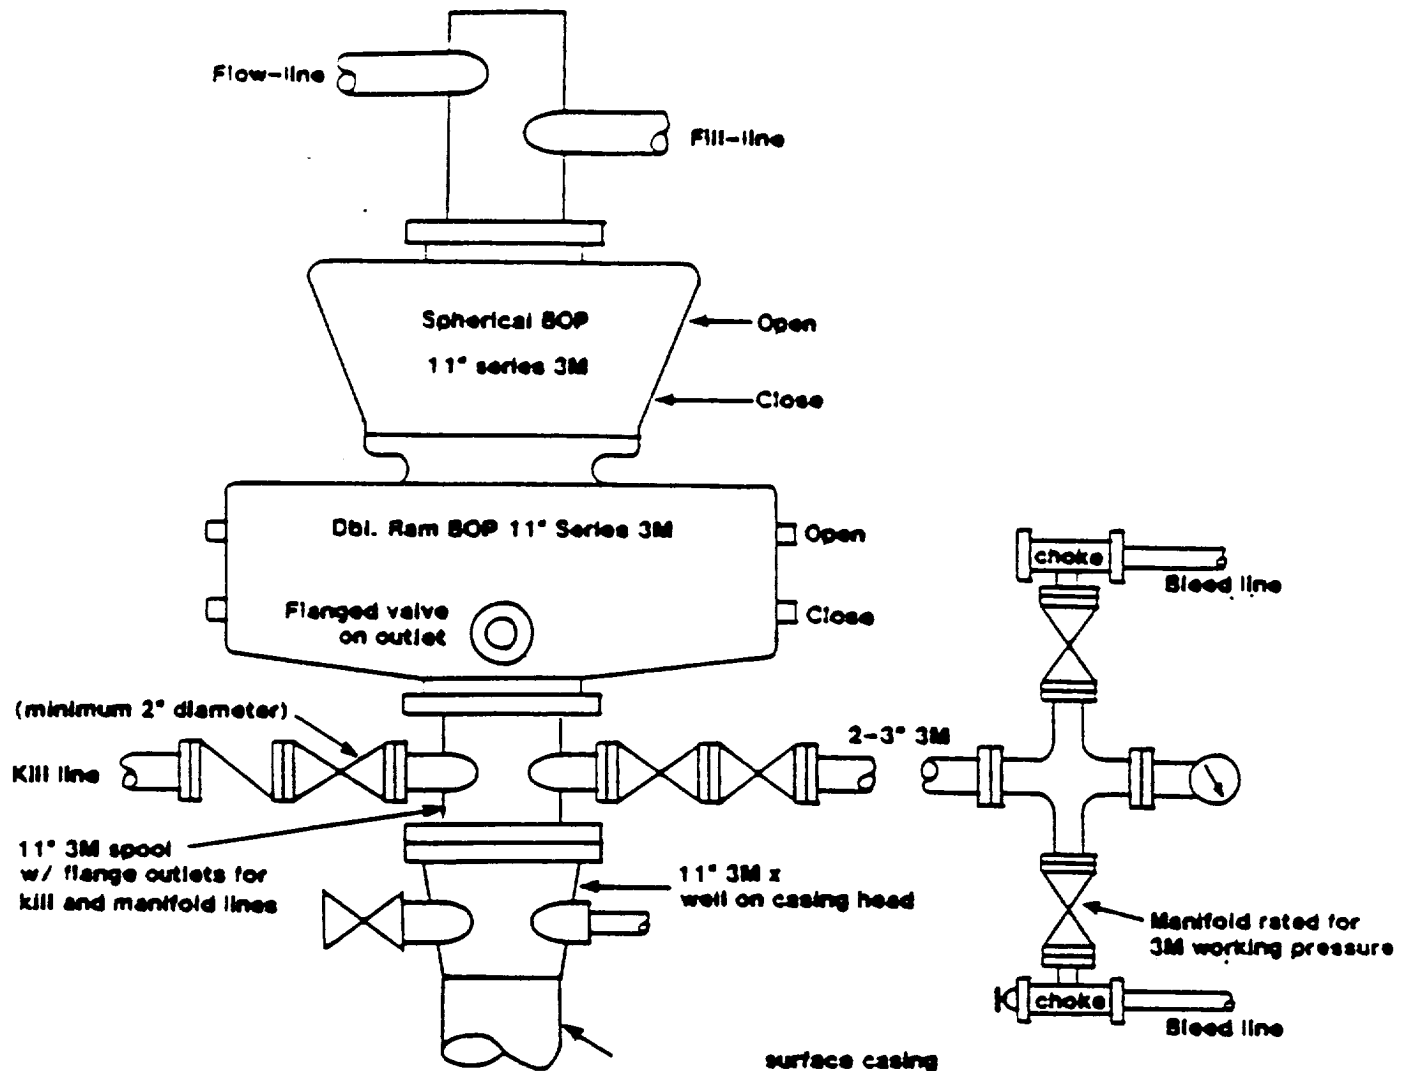 Flow-line
Fill-line
Spherical BOP
11" series 3M
Open
Close
Dbl. Ram BOP 11" Series 3M
Open
Flanged valve
on outlet
Close
choke
Bleed line
(minimum 2" diameter)
Kill line
2-3" 3M
11" 3M spool
w/ flange outlets for
kill and manifold lines
11" 3M x
well on casing head
Manifold rated for
3M working pressure
choke
Bleed line
surface casing